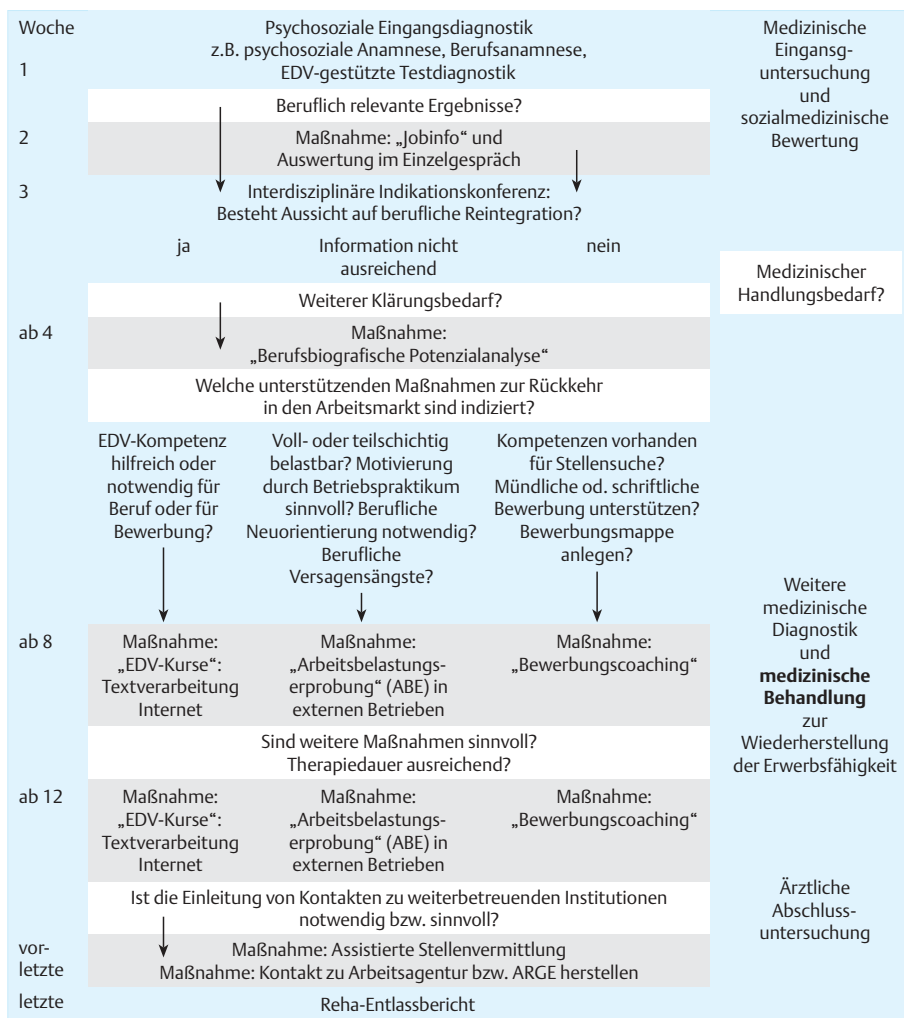 Woche
Psychosoziale Eingangsdiagnostik
z.B. psychosoziale Anamnese, Berufsanamnese,
1
EDV-gestützte Testdiagnostik
Medizinische
Eingansg-
untersuchung
und
sozialmedizinische
Bewertung
Beruflich relevante Ergebnisse?
2
Maßnahme: „Jobinfo“ und
Auswertung im Einzelgespräch
3
Interdisziplinäre Indikationskonferenz:
Besteht Aussicht auf berufliche Reintegration?
ja
Information nicht
ausreichend
nein
Medizinischer
Handlungsbedarf?
Weiterer Klärungsbedarf?
ab 4
Maßnahme:
„Berufsbiografische Potenzialanalyse“
Welche unterstützenden Maßnahmen zur Rückkehr
in den Arbeitsmarkt sind indiziert?
EDV-Kompetenz
hilfreich oder
notwendig für
Beruf oder für
Bewerbung?
Voll- oder teilschichtig
belastbar? Motivierung
durch Betriebspraktikum
sinnvoll? Berufliche
Neuorientierung notwendig?
Berufliche
Versagensängste?
Kompetenzen vorhanden
für Stellensuche?
Mündliche od. schriftliche
Bewerbung unterstützen?
Bewerbungsmappe
anlegen?
Weitere
medizinische
Diagnostik
und
medizinische
Behandlung
zur
Wiederherstellung
der Erwerbsfähigkeit
ab 8
Maßnahme:
„EDV-Kurse“:
Textverarbeitung
Internet
Maßnahme:
„Arbeitsbelastungs-
erprobung“ (ABE) in
externen Betrieben
Maßnahme:
„Bewerbungscoaching“
Sind weitere Maßnahmen sinnvoll?
Therapiedauer ausreichend?
ab 12
Maßnahme:
„EDV-Kurse“:
Textverarbeitung
Internet
Maßnahme:
„Arbeitsbelastungs-
erprobung“ (ABE) in
externen Betrieben
Maßnahme:
„Bewerbungscoaching“
Ist die Einleitung von Kontakten zu weiterbetreuenden Institutionen
notwendig bzw. sinnvoll?
Ärztliche
Abschluss-
untersuchung
vor-
letzte
Maßnahme: Assistierte Stellenvermittlung
Maßnahme: Kontakt zu Arbeitsagentur bzw. ARGE herstellen
letzte
Reha-Entlassbericht